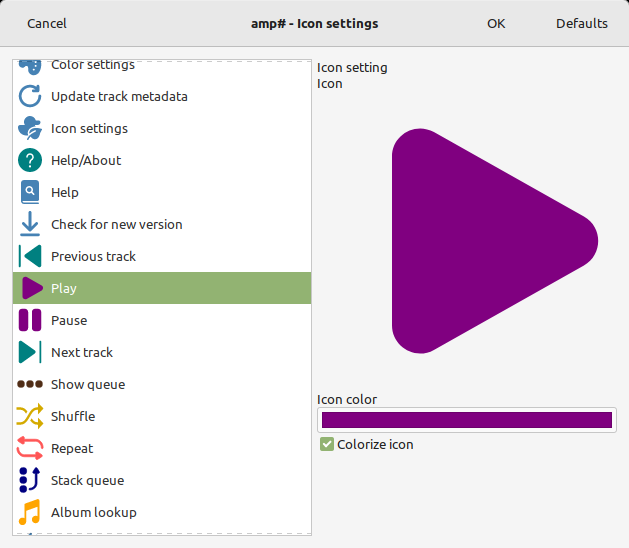 Cancel
amp# - Icon settings
OK
Defaults
Color settings
Update track metadata
Icon settings
Help/About
Help
Check for new version
Previous track
Play
Pause
Next track
Show queue
Shuffle
Repeat
Stack queue
Album lookup
Icon setting
Icon
Icon color
Colorize icon